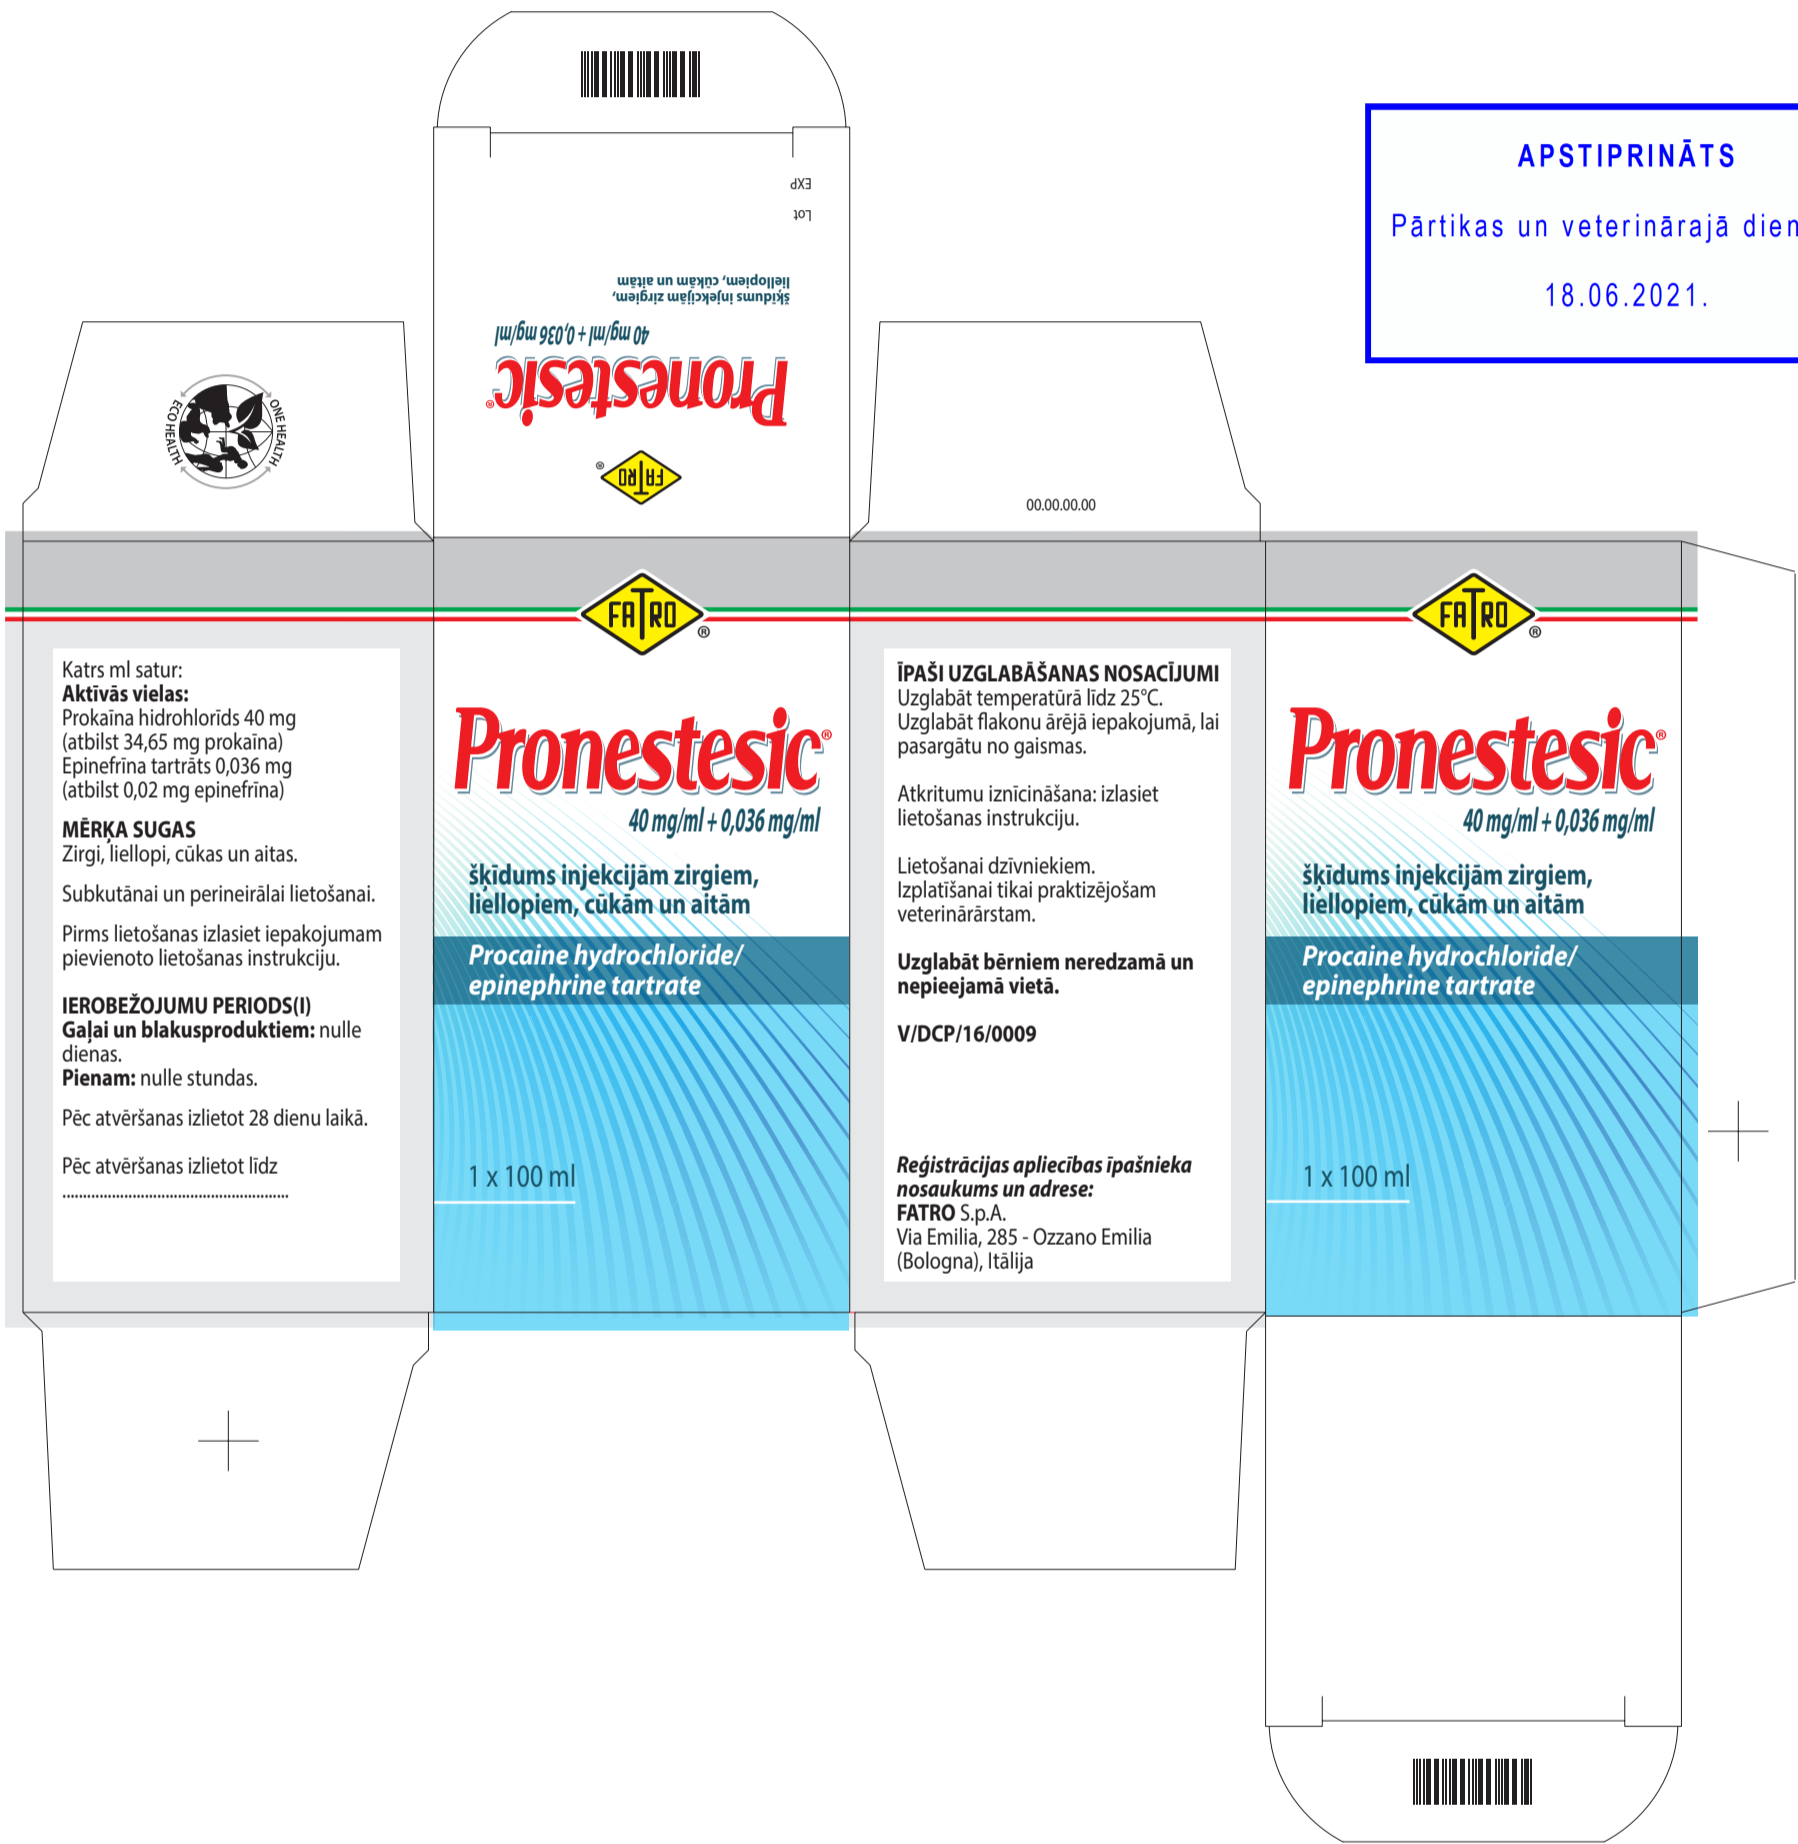 APSTIPRINĀTS
Pārtikas un veterinārajā
18.06.2021.
EXP
Lot
šķīdums injekcijām zirgiem,
liellopiem, cūkām un aitām
40 mg/ml + 0,036 mg/ml
Pronestesic®
FATRO ®
ONE HEALTH
ECO HEALTH
00.00.00.00
Katrs ml satur:
Aktīvās vielas:
Prokaīna hidrohlorīds 40 mg
(atbilst 34,65 mg prokaīna)
Epinefrīna tartrāts 0,036 mg
(atbilst 0,02 mg epinefrīna)
MĒRĶA SUGAS
Zirgi, liellopi, cūkas un aitas.
Subkutānai un perineirālai lietošanai.
Pirms lietošanas izlasiet iepakojumam
pievienoto lietošanas instrukciju.
IEROBEŽOJUMU PERIODS(I)
Gaļai un blakusproduktiem: nulle
dienas.
Pienam: nulle stundas.
Pēc atvēršanas izlietot 28 dienu laikā.
Pēc atvēršanas izlietot līdz
.......................................................
FATRO ®
Pronestesic®
40 mg/ml + 0,036 mg/ml
šķīdums injekcijām zirgiem,
liellopiem, cūkām un aitām
Procaine hydrochloride/
epinephrine tartrate
1 x 100 ml
ĪPAŠI UZGLABĀŠANAS NOSACĪJUMI
Uzglabāt temperatūrā līdz 25°C.
Uzglabāt flakonu ārējā iepakojumā, lai
pasargātu no gaismas.
Atkritumu iznīcināšana: izlasiet
lietošanas instrukciju.
Lietošanai dzīvniekiem.
Izplatīšanai tikai praktizējošam
veterinārārstam.
Uzglabāt bērniem neredzamā un
nepieejamā vietā.
V/DCP/16/0009
Reģistrācijas apliecības īpašnieka
nosaukums un adrese:
FATRO S.p.A.
Via Emilia, 285 - Ozzano Emilia
(Bologna), Itālija
FATRO ®
Pronestesic®
40 mg/ml + 0,036 mg/ml
šķīdums injekcijām zirgiem,
liellopiem, cūkām un aitām
Procaine hydrochloride/
epinephrine tartrate
1 x 100 ml